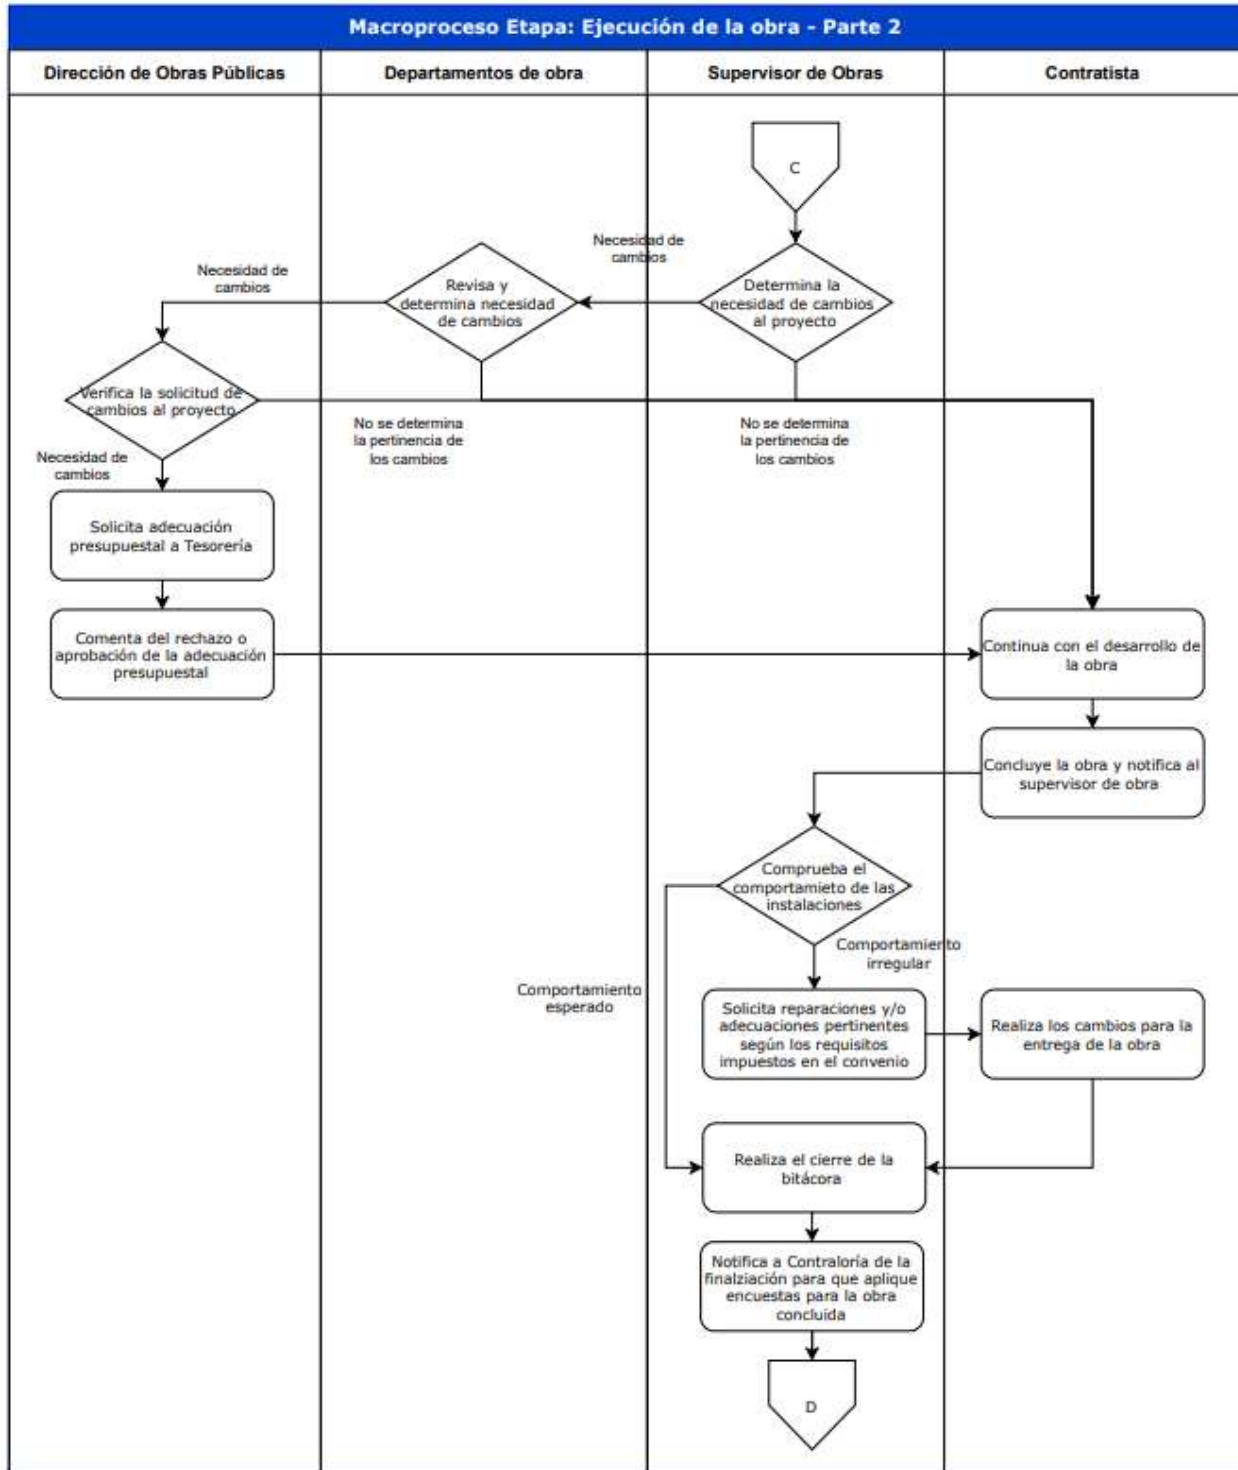 Macroproceso Etapa: Ejecución de la obra - Parte 2
Dirección de Obras Públicas
Departamentos de obra
Supervisor de Obras
Contratista
C
Necesidad de
cambios
Necesidad de
cambios
Revisa y
determina necesidad
de cambios
Determina la
necesidad de cambios
al proyecto
Verifica la solicitud de
cambios al proyecto
No se determina
la pertinencia de
los cambios
No se determina
la pertinencia de
los cambios
Necesidad de
cambios
Solicita adecuación
presupuestal a Tesorería
Comenta del rechazo o
aprobación de la adecuación
presupuestal
Continua con el desarrollo de
la obra
Concluye la obra y notifica al
supervisor de obra
Comprueba el
comportamieto de las
instalaciones
Comportamiento
irregular
Comportamiento
esperado
Solicita reparaciones y/o
adecuaciones pertinentes
según los requisitos
impuestos en el convenio
Realiza los cambios para la
entrega de la obra
Realiza el cierre de la
bitácora
Notifica a Contraloría de la
finalziación para que aplique
encuestas para la obra
concluida
D